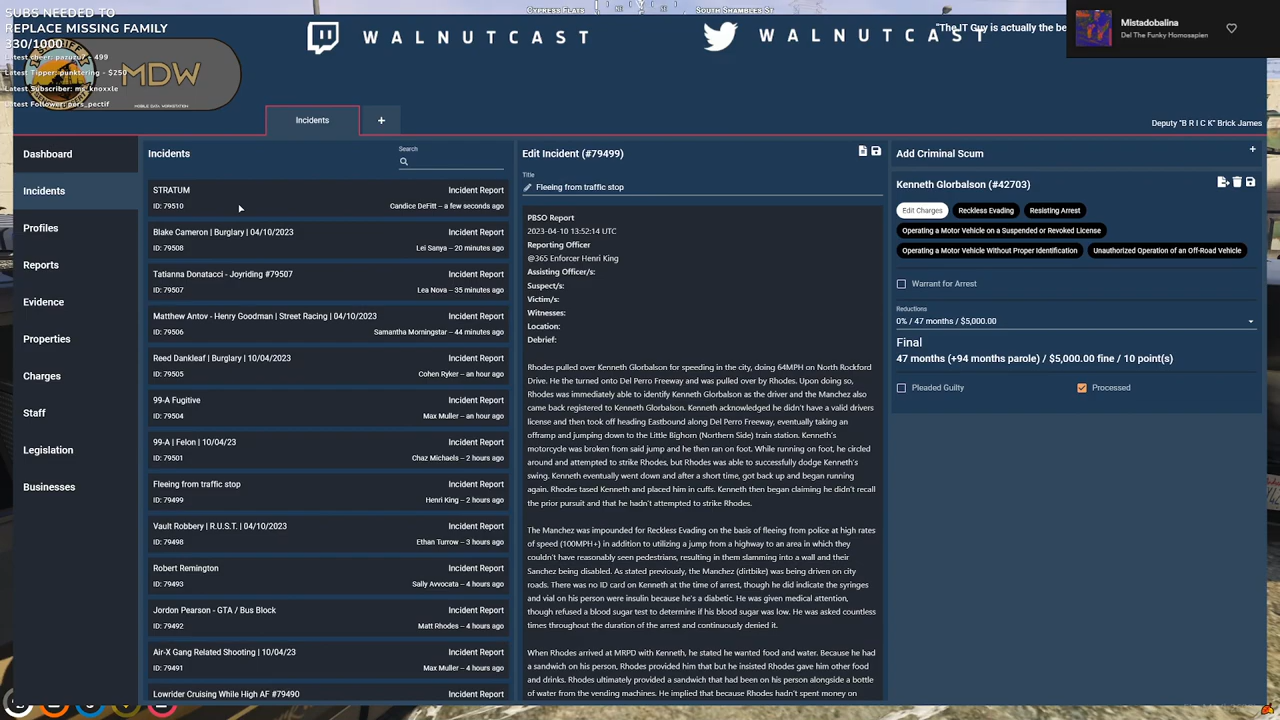 CYPRESS FLATS
SOUTH SHAMBLES ST
SUBS NEEDED TO
REPLACE MISSING FAMILY
330/1000
Latest cheer: pazuzu7 - 499
Latest Tipper: punktering - $250
Latest Subscriber: ms_knoxxle
Latest Follower: pers_pectif
MDW
MOBILE DATA WORKSTATION
WALNUTCAST
WALNUTCAST
"The IT Guy is actually the be
Mistadobalina
Del The Funky Homosapien
Incidents
+
Deputy "B R I C K" Brick James
Dashboard
Incidents
Profiles
Reports
Evidence
Properties
Charges
Staff
Legislation
Businesses
Incidents
Search
STRATUM Incident Report
ID: 79510 Candice DeFitt – a few seconds ago
Blake Cameron | Burglary | 04/10/2023 Incident Report
ID: 79508 Lei Sanya – 20 minutes ago
Tatianna Donatacci - Joyriding #79507 Incident Report
ID: 79507 Lea Nova – 35 minutes ago
Matthew Antov - Henry Goodman | Street Racing | 04/10/2023 Incident Report
ID: 79506 Samantha Morningstar – 44 minutes ago
Reed Dankleaf | Burglary | 10/04/2023 Incident Report
ID: 79505 Cohen Ryker – an hour ago
99-A Fugitive Incident Report
ID: 79504 Max Muller – an hour ago
99-A | Felon | 10/04/23 Incident Report
ID: 79501 Chaz Michaels – 2 hours ago
Fleeing from traffic stop Incident Report
ID: 79499 Henri King – 2 hours ago
Vault Robbery | R.U.S.T. | 04/10/2023 Incident Report
ID: 79498 Ethan Turrow – 3 hours ago
Robert Remington Incident Report
ID: 79493 Sally Avvocata – 4 hours ago
Jordon Pearson - GTA / Bus Block Incident Report
ID: 79492 Matt Rhodes – 4 hours ago
Air-X Gang Related Shooting | 10/04/23 Incident Report
ID: 79491 Max Muller – 4 hours ago
Lowrider Cruising While High AF #79490 Incident Report
Edit Incident (#79499)
Title
Fleeing from traffic stop
PBSO Report
2023-04-10 13:52:14 UTC
Reporting Officer
@365 Enforcer Henri King
Assisting Officer/s:
Suspect/s:
Victim/s:
Witnesses:
Location:
Debrief:
Rhodes pulled over Kenneth Glorbalson for speeding in the city, doing 64MPH on North Rockford
Drive. He the turned onto Del Perro Freeway and was pulled over by Rhodes. Upon doing so,
Rhodes was immediately able to identify Kenneth Glorbalson as the driver and the Manchez also
came back registered to Kenneth Glorbalson. Kenneth acknowledged he didn't have a valid drivers
license and then took off heading Eastbound along Del Perro Freeway, eventually taking an
offramp and jumping down to the Little Bighorn (Northern Side) train station. Kenneth's
motorcycle was broken from said jump and he then ran on foot. While running on foot, he circled
around and attempted to strike Rhodes, but Rhodes was able to successfully dodge Kenneth's
swing. Kenneth eventually went down and after a short time, got back up and began running
again. Rhodes tased Kenneth and placed him in cuffs. Kenneth then began claiming he didn't recall
the prior pursuit and that he hadn't attempted to strike Rhodes.
The Manchez was impounded for Reckless Evading on the basis of fleeing from police at high rates
of speed (100MPH+) in addition to utilizing a jump from a highway to an area in which they
couldn't have reasonably seen pedestrians, resulting in them slamming into a wall and their
Sanchez being disabled. As stated previously, the Manchez (dirtbike) was being driven on city
roads. There was no ID card on Kenneth at the time of arrest, though he did indicate the syringes
and vial on his person were insulin because he's a diabetic. He was given medical attention,
though refused a blood sugar test to determine if his blood sugar was low. He was asked countless
times throughout the duration of the arrest and continuously denied it.
When Rhodes arrived at MRPD with Kenneth, he stated he wanted food and water. Because he had
a sandwich on his person, Rhodes provided him that but he insisted Rhodes gave him other food
and drinks. Rhodes ultimately provided a sandwich that had been on his person alongside a bottle
of water from the vending machines. He implied that because Rhodes hadn't spent money on
Add Criminal Scum
+
Kenneth Glorbalson (#42703)
Edit Charges Reckless Evading Resisting Arrest
Operating a Motor Vehicle on a Suspended or Revoked License
Operating a Motor Vehicle Without Proper Identification Unauthorized Operation of an Off-Road Vehicle
Warrant for Arrest
Reductions
0% / 47 months / $5,000.00
Final
47 months (+94 months parole) / $5,000.00 fine / 10 point(s)
Pleaded Guilty Processed